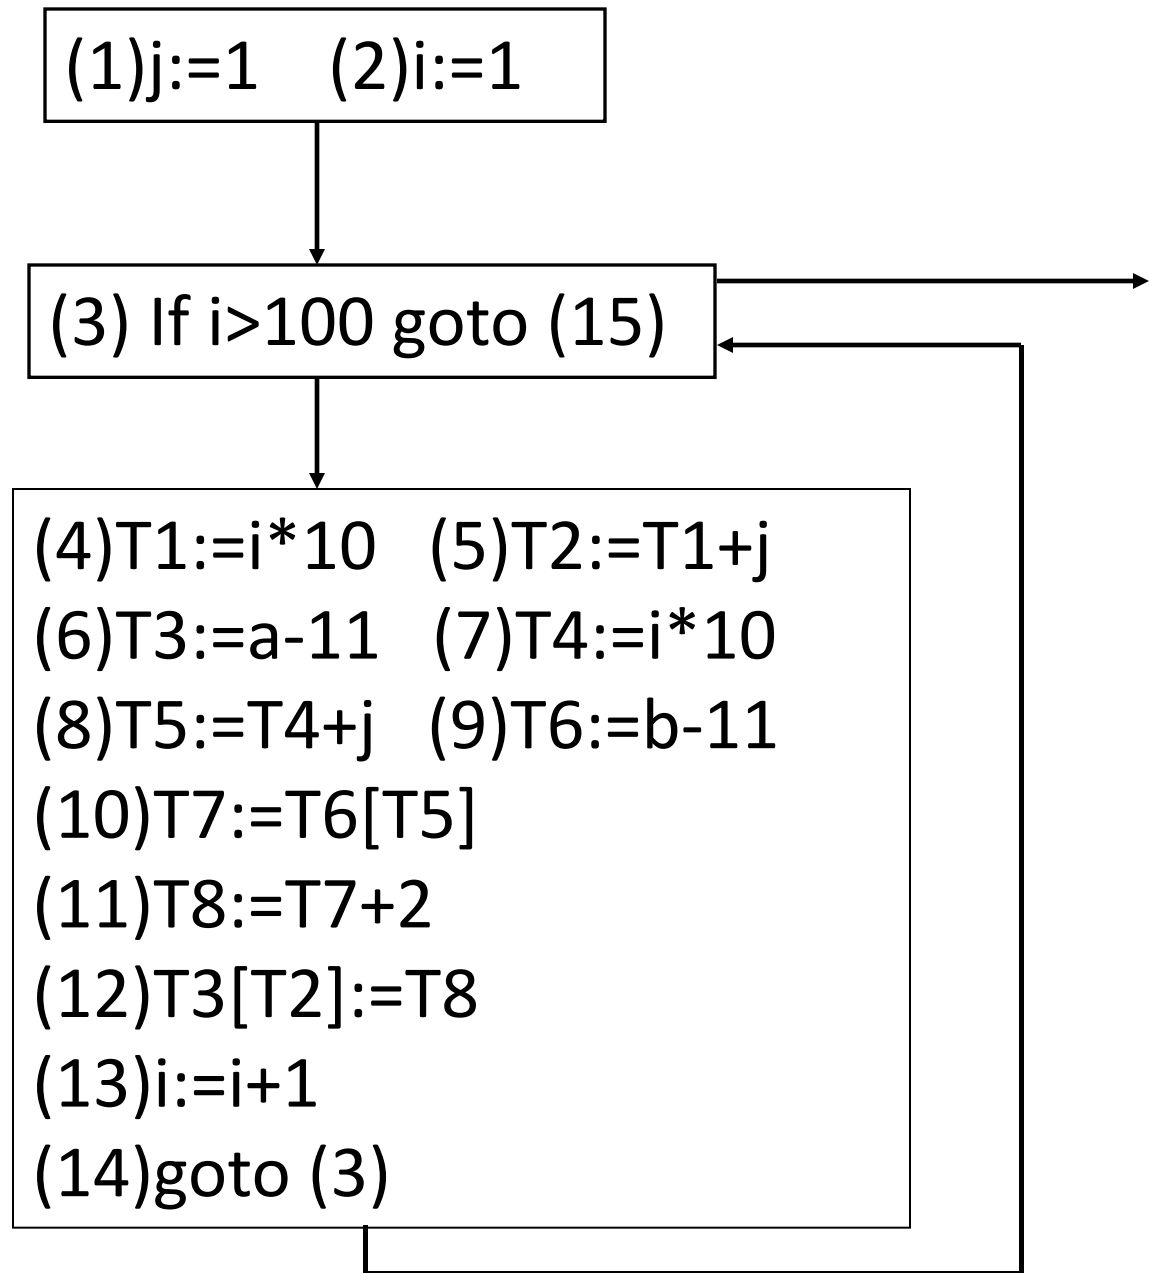 (1)j:=1 (2)i:=1
(3) If i>100 goto (15)
(4)T1:=i*10 (5)T2:=T1+j
(6)T3:=a-11 (7)T4:=i*10
(8)T5:=T4+j (9)T6:=b-11
(10)T7:=T6[T5]
(11)T8:=T7+2
(12)T3[T2]:=T8
(13)i:=i+1
(14)goto (3)